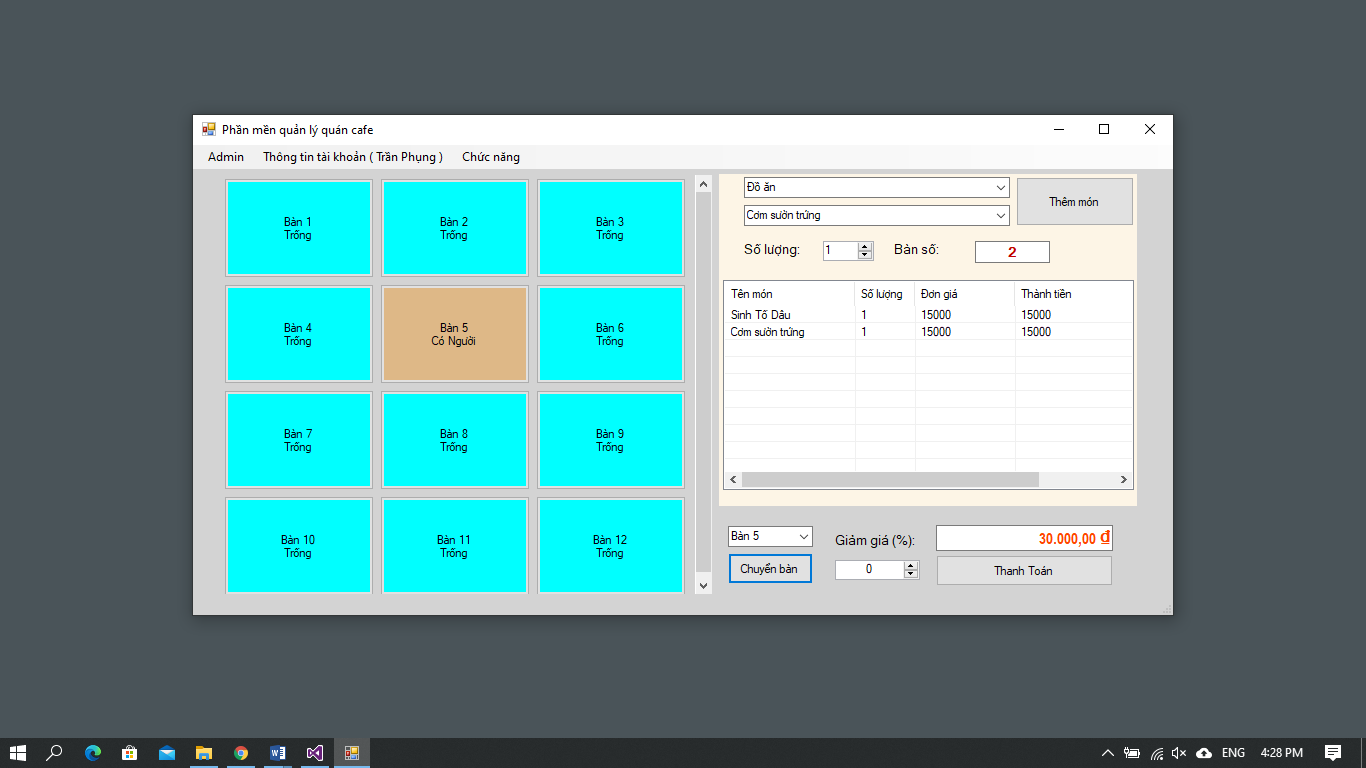 Phần mền quản lý quán cafe
Admin Thông tin tài khoản ( Trần Phụng ) Chức năng
Bàn 1
Trống
Bàn 2
Trống
Bàn 3
Trống
Bàn 4
Trống
Bàn 5
Có Người
Bàn 6
Trống
Bàn 7
Trống
Bàn 8
Trống
Bàn 9
Trống
Bàn 10
Trống
Bàn 11
Trống
Bàn 12
Trống
Đồ ăn
Cơm sườn trứng
Thêm món
Số lượng: 1 Bàn số: 2
Tên món Số lượng Đơn giá Thành tiền
Sinh Tố Dâu 1 15000 15000
Cơm sườn trứng 1 15000 15000
Bàn 5
Chuyển bàn
Giảm giá (%):
0
30.000,00 ₫
Thanh Toán
ENG 4:28 PM